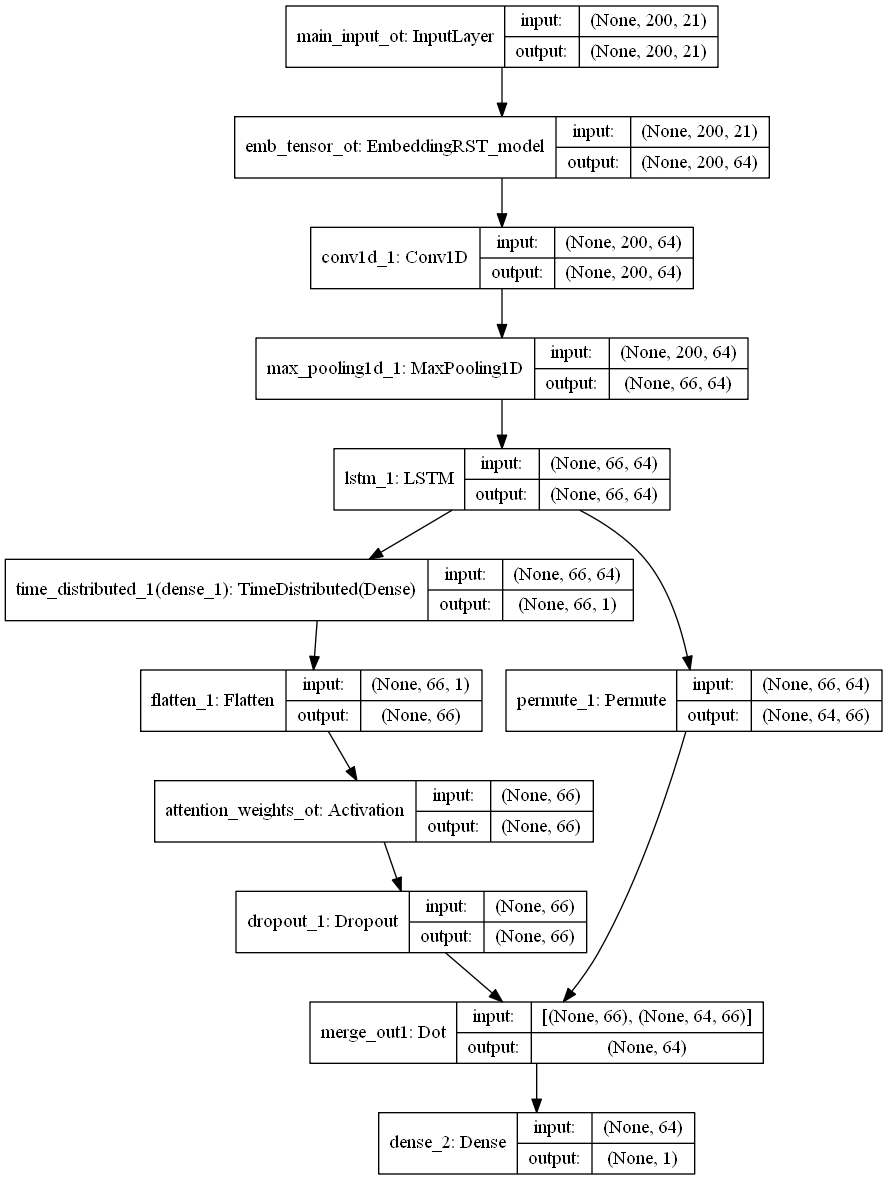 main_input_ot: InputLayer
input: (None, 200, 21)
output: (None, 200, 21)
emb_tensor_ot: EmbeddingRST_model
input: (None, 200, 21)
output: (None, 200, 64)
conv1d_1: Conv1D
input: (None, 200, 64)
output: (None, 200, 64)
max_pooling1d_1: MaxPooling1D
input: (None, 200, 64)
output: (None, 66, 64)
lstm_1: LSTM
input: (None, 66, 64)
output: (None, 66, 64)
time_distributed_1(dense_1): TimeDistributed(Dense)
input: (None, 66, 64)
output: (None, 66, 1)
flatten_1: Flatten
input: (None, 66, 1)
output: (None, 66)
permute_1: Permute
input: (None, 66, 64)
output: (None, 64, 66)
attention_weights_ot: Activation
input: (None, 66)
output: (None, 66)
dropout_1: Dropout
input: (None, 66)
output: (None, 66)
merge_out1: Dot
input: [(None, 66), (None, 64, 66)]
output: (None, 64)
dense_2: Dense
input: (None, 64)
output: (None, 1)